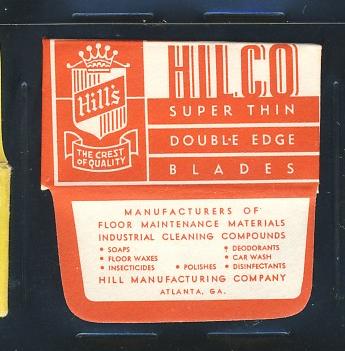 HILCO
Hill's
SUPER THIN
DOUBLE EDGE
BLADES
THE CREST
OF QUALITY
MANUFACTURERS OF
FLOOR MAINTENANCE MATERIALS
INDUSTRIAL CLEANING COMPOUNDS
• SOAPS • DEODORANTS
• FLOOR WAXES • CAR WASH
• INSECTICIDES • POLISHES • DISINFECTANTS
HILL MANUFACTURING COMPANY
ATLANTA, GA.